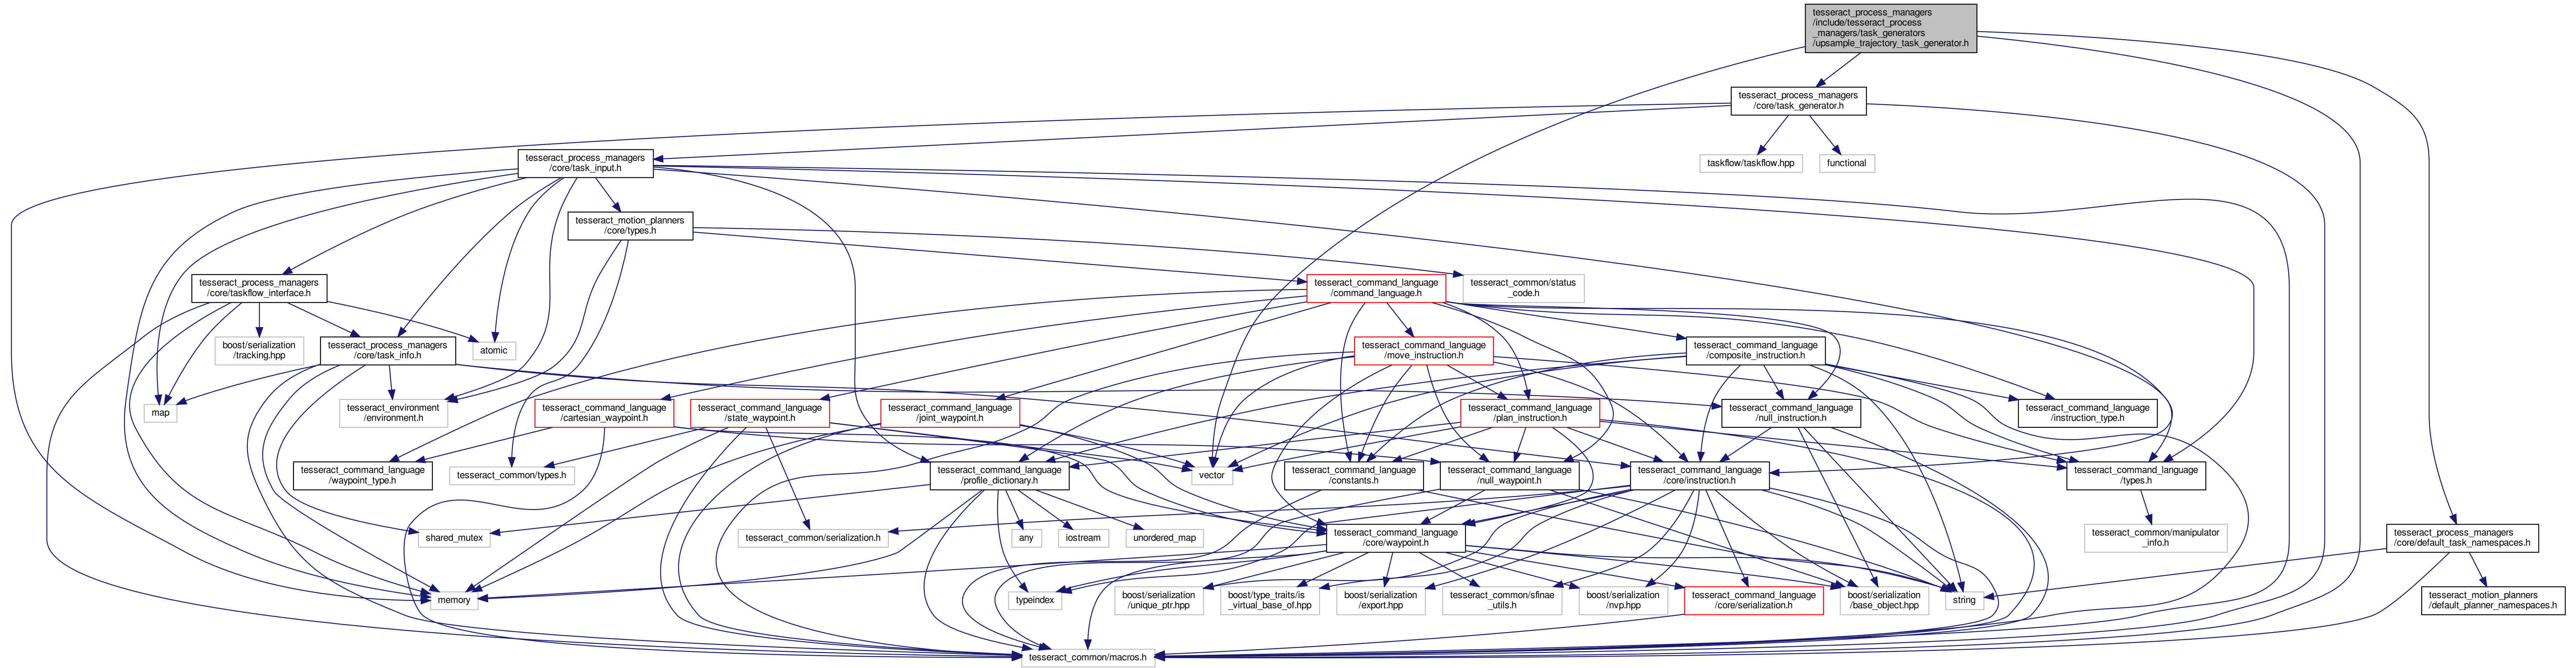 tesseract_process_managers
/include/tesseract_process
_managers/task_generators
/upsample_trajectory_task_generator.h
tesseract_process_managers
/core/task_generator.h
tesseract_process_managers
/core/task_input.h
taskflow/taskflow.hpp
functional
tesseract_motion_planners
/core/types.h
tesseract_process_managers
/core/taskflow_interface.h
tesseract_command_language
/command_language.h
tesseract_common/status
_code.h
boost/serialization
/tracking.hpp
tesseract_process_managers
/core/task_info.h
atomic
tesseract_command_language
/move_instruction.h
tesseract_command_language
/composite_instruction.h
map
tesseract_environment
/environment.h
tesseract_command_language
/cartesian_waypoint.h
tesseract_command_language
/state_waypoint.h
tesseract_command_language
/joint_waypoint.h
tesseract_command_language
/plan_instruction.h
tesseract_command_language
/null_instruction.h
tesseract_command_language
/instruction_type.h
tesseract_command_language
/waypoint_type.h
tesseract_common/types.h
tesseract_command_language
/profile_dictionary.h
vector
tesseract_command_language
/constants.h
tesseract_command_language
/null_waypoint.h
tesseract_command_language
/core/instruction.h
tesseract_command_language
/types.h
shared_mutex
tesseract_common/serialization.h
any
iostream
unordered_map
tesseract_command_language
/core/waypoint.h
tesseract_common/manipulator
_info.h
tesseract_process_managers
/core/default_task_namespaces.h
memory
typeindex
boost/serialization
/unique_ptr.hpp
boost/type_traits/is
_virtual_base_of.hpp
boost/serialization
/export.hpp
tesseract_common/sfinae
_utils.h
boost/serialization
/nvp.hpp
tesseract_command_language
/core/serialization.h
boost/serialization
/base_object.hpp
string
tesseract_motion_planners
/default_planner_namespaces.h
tesseract_common/macros.h